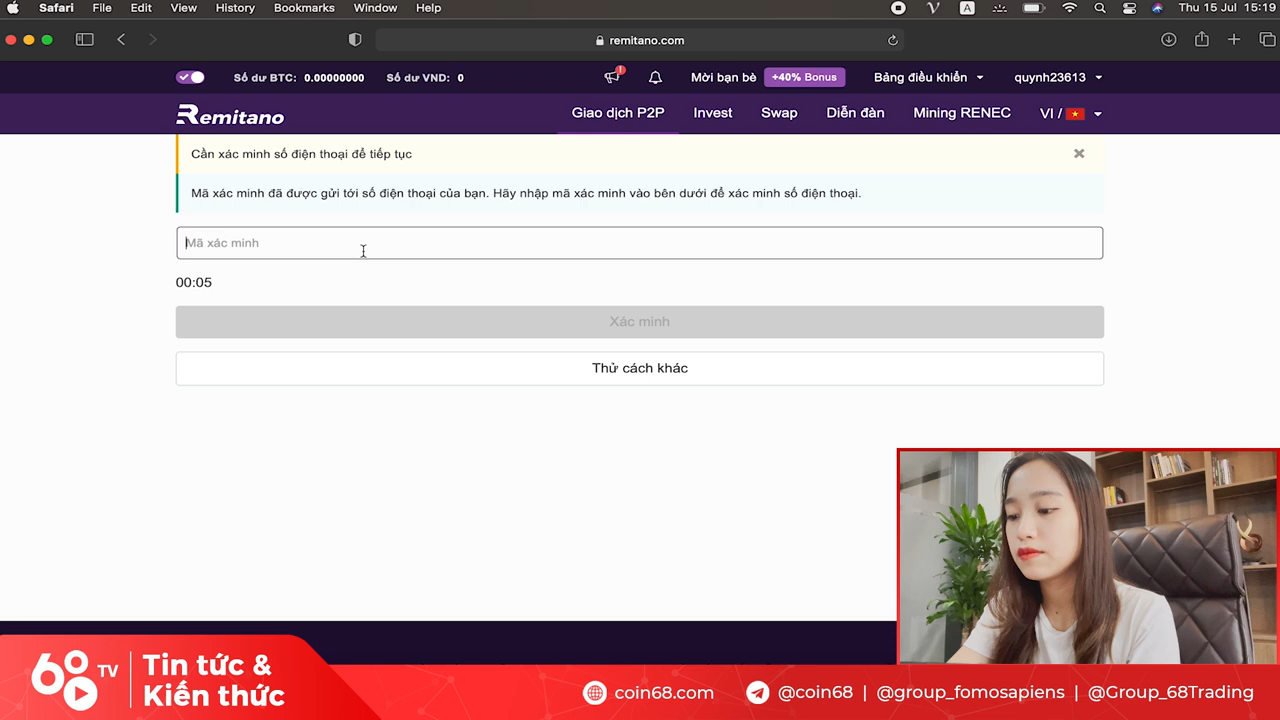 Safari File Edit View History Bookmarks Window Help A Thu 15 Jul 15:19
remitano.com
Số dư BTC: 0.00000000 Số dư VND: 0 Mời bạn bè +40% Bonus Bảng điều khiển quynh23613
Remitano Giao dịch P2P Invest Swap Diễn đàn Mining RENEC VI /
Cần xác minh số điện thoại để tiếp tục
Mã xác minh đã được gửi tới số điện thoại của bạn. Hãy nhập mã xác minh vào bên dưới để xác minh số điện thoại.
Mã xác minh
00:05
Xác minh
Thử cách khác
68 TV Tin tức &
Kiến thức
coin68.com @coin68 | @group_fomosapiens | @Group_68Trading